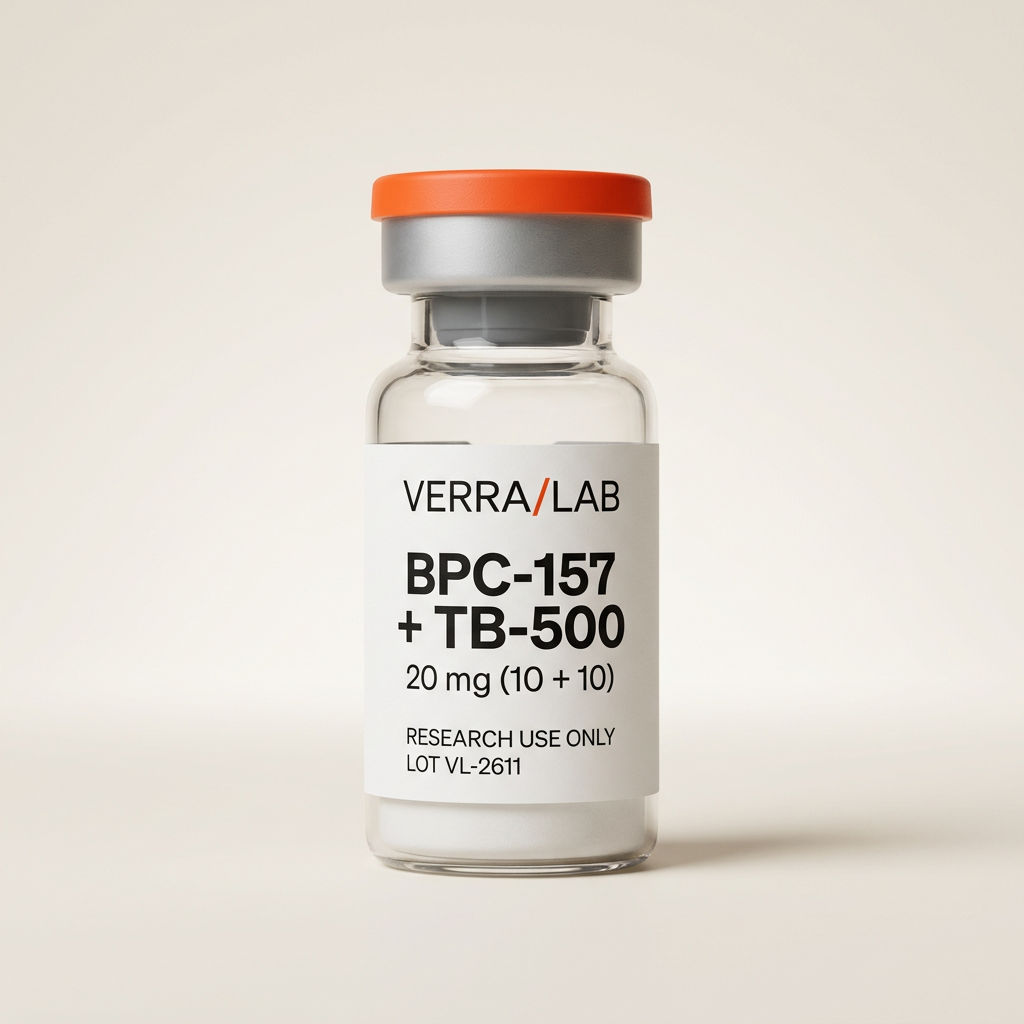 VERRA/LAB
BPC-157
+ TB-500
20 mg (10 + 10)
RESEARCH USE ONLY
LOT VL-2611